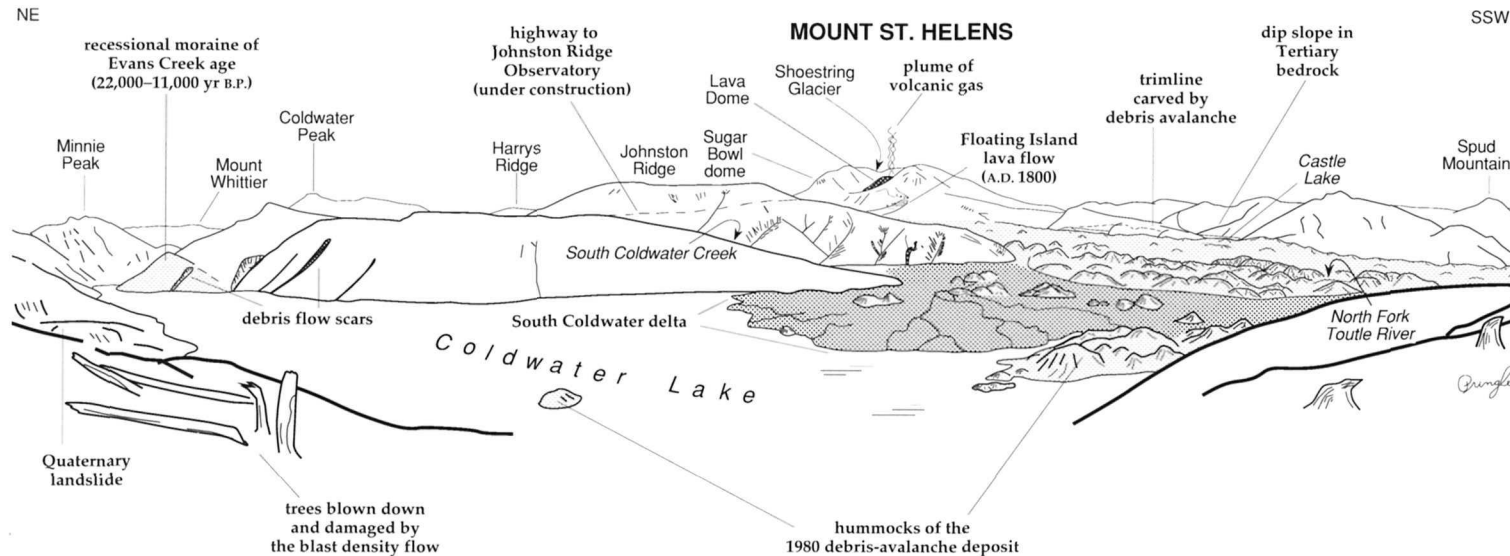 NE
SSW
MOUNT ST. HELENS
recessional moraine of
Evans Creek age
(22,000–11,000 yr B.P.)
highway to
Johnston Ridge
Observatory
(under construction)
Lava
Dome
Shoestring
Glacier
plume of
volcanic gas
dip slope in
Tertiary
bedrock
trimline
carved by
debris avalanche
Minnie
Peak
Mount
Whittier
Coldwater
Peak
Harrys
Ridge
Johnston
Ridge
Sugar
Bowl
dome
Floating Island
lava flow
(A.D. 1800)
Castle
Lake
Spud
Mountain
South Coldwater Creek
debris flow scars
South Coldwater delta
North Fork
Toutle River
Coldwater Lake
Pringle
Quaternary
landslide
trees blown down
and damaged by
the blast density flow
hummocks of the
1980 debris-avalanche deposit